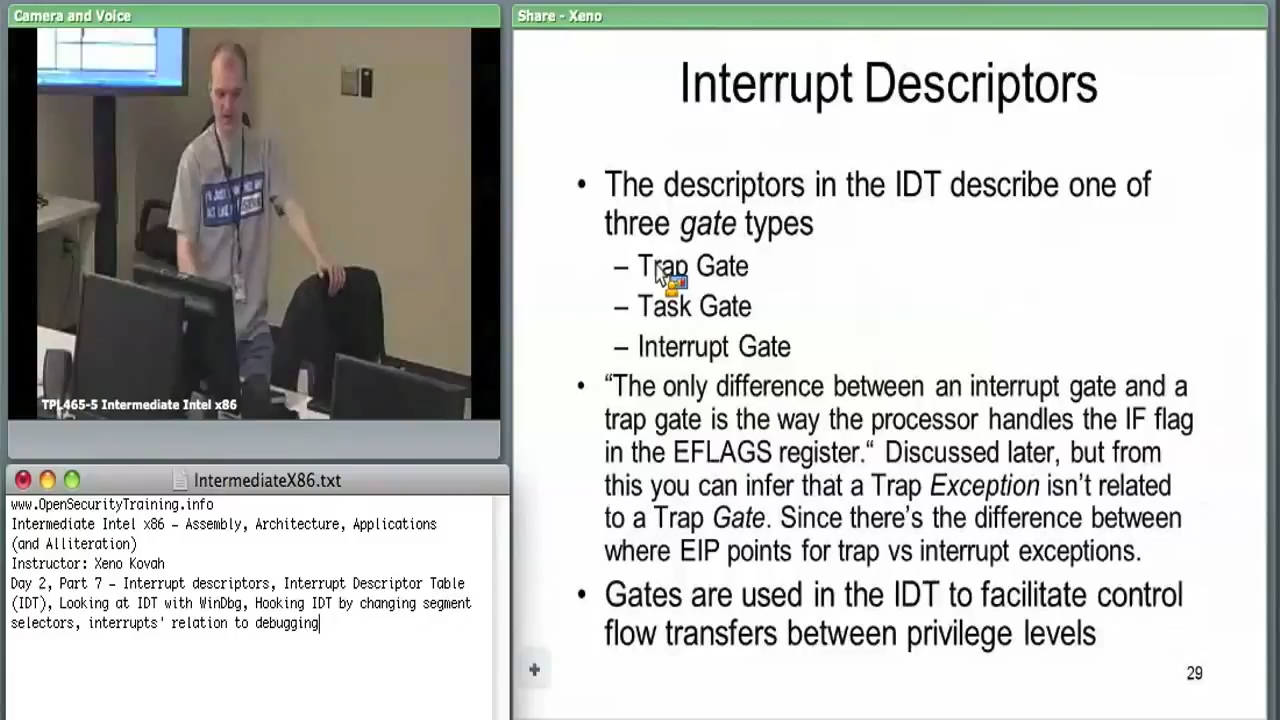 Camera and Voice
TPL465-5 Intermediate Intel x86
IntermediateX86.txt
www.OpenSecurityTraining.info
Intermediate Intel x86 – Assembly, Architecture, Applications
(and Alliteration)
Instructor: Xeno Kovah
Day 2, Part 7 – Interrupt descriptors, Interrupt Descriptor Table
(IDT), Looking at IDT with WinDbg, Hooking IDT by changing segment
selectors, interrupts' relation to debugging
Share - Xeno
Interrupt Descriptors
• The descriptors in the IDT describe one of
three gate types
– Trap Gate
– Task Gate
– Interrupt Gate
• “The only difference between an interrupt gate and a
trap gate is the way the processor handles the IF flag
in the EFLAGS register.“ Discussed later, but from
this you can infer that a Trap Exception isn't related
to a Trap Gate. Since there's the difference between
where EIP points for trap vs interrupt exceptions.
• Gates are used in the IDT to facilitate control
flow transfers between privilege levels
29